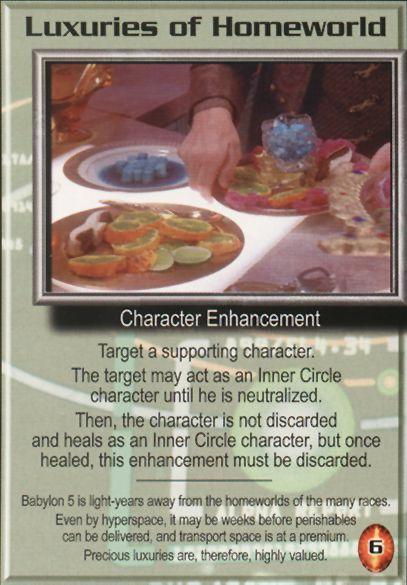 Luxuries of Homeworld
Character Enhancement
Target a supporting character.
The target may act as an Inner Circle
character until he is neutralized.
Then, the character is not discarded
and heals as an Inner Circle character, but once
healed, this enhancement must be discarded.
Babylon 5 is light-years away from the homeworlds of the many races.
Even by hyperspace, it may be weeks before perishables
can be delivered, and transport space is at a premium.
Precious luxuries are, therefore, highly valued.
6